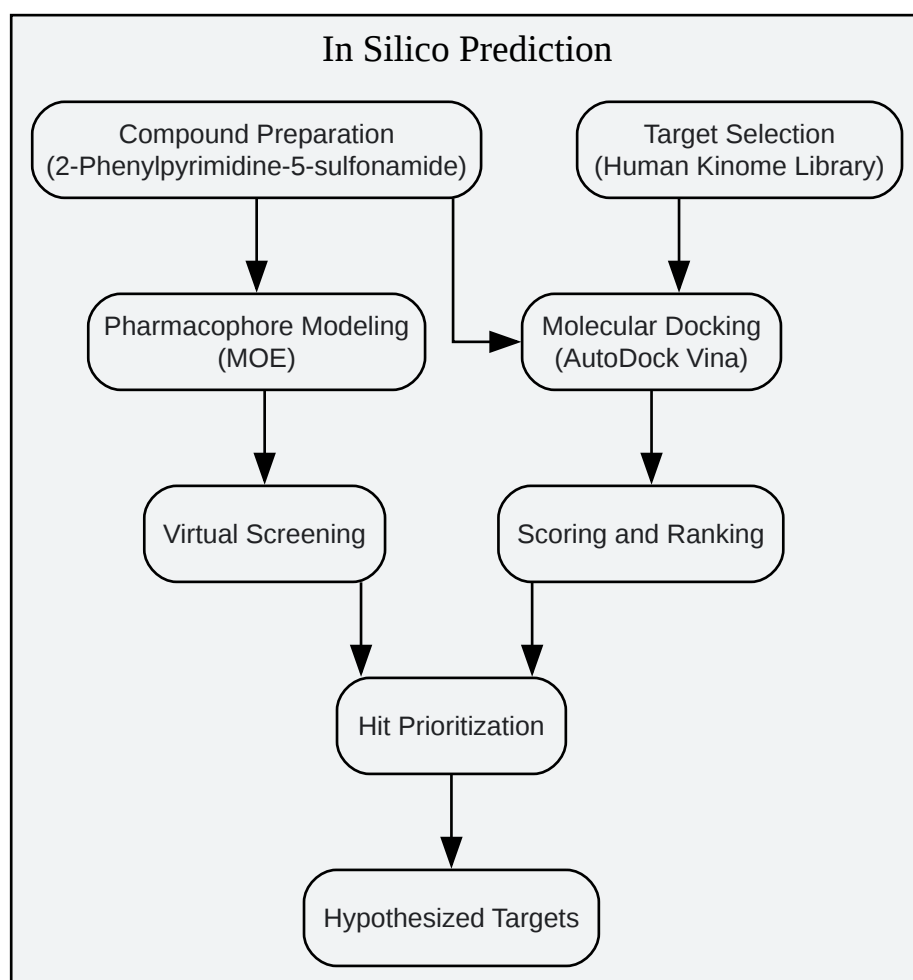 In Silico Prediction
Compound Preparation
(2-Phenylpyrimidine-5-sulfonamide)
Target Selection
(Human Kinome Library)
Pharmacophore Modeling
(MOE)
Molecular Docking
(AutoDock Vina)
Virtual Screening
Scoring and Ranking
Hit Prioritization
Hypothesized Targets